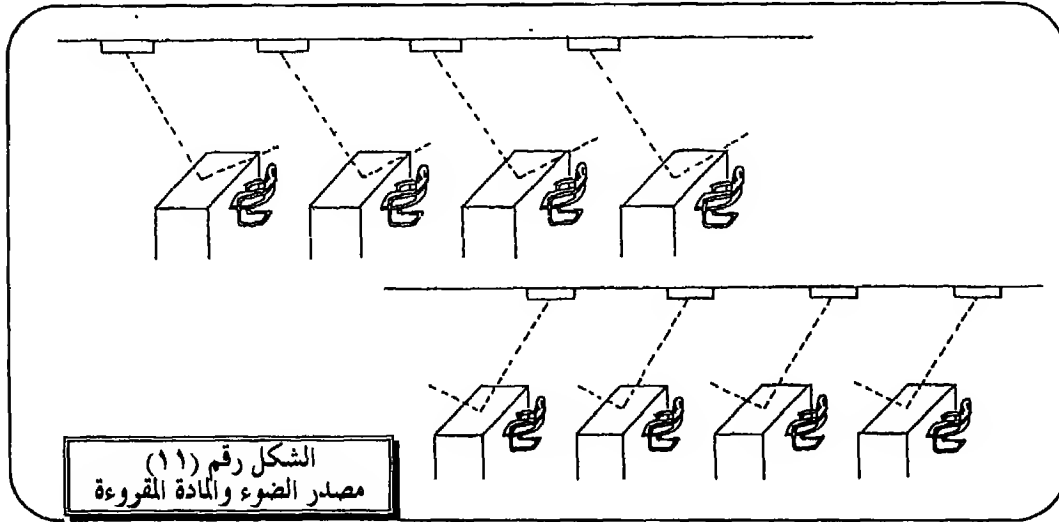 الشكل رقم (١١)
مصدر الضوء والمادة المقروءة